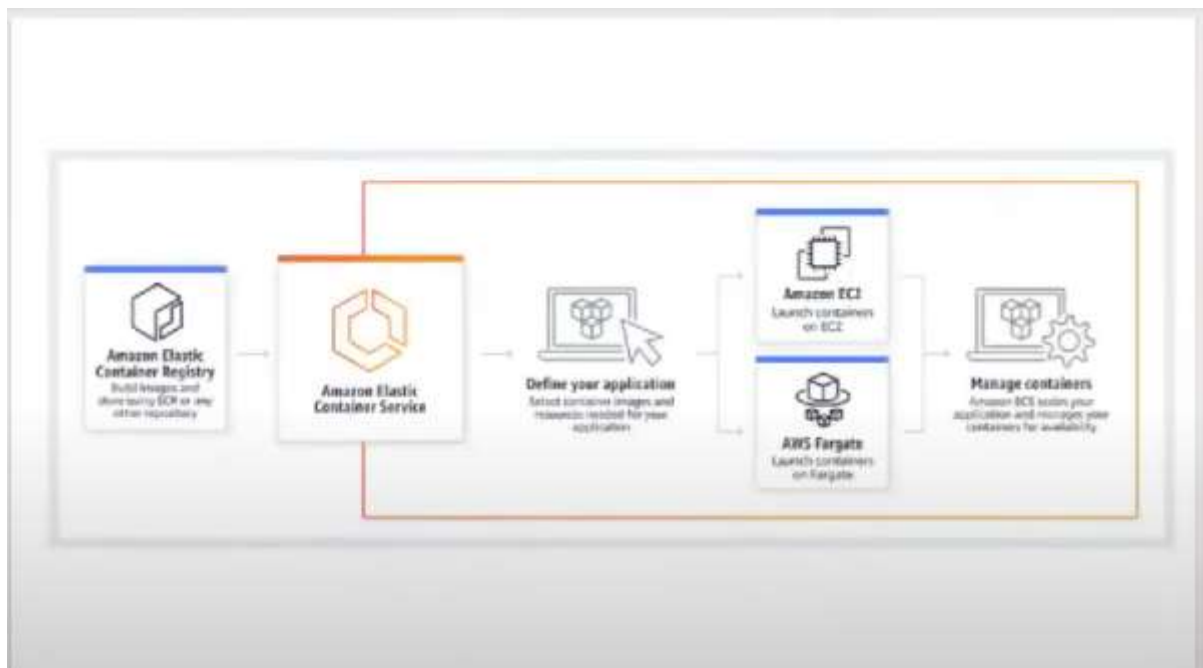 Amazon Elastic
Container Registry
Build images and
store using ECR or any
other repository
Amazon Elastic
Container Service
Define your application
Select container images and
resources needed for your
application
Amazon EC2
Launch containers
on EC2
AWS Fargate
Launch containers
on Fargate
Manage containers
Amazon ECS scales your
application and manages your
containers for availability